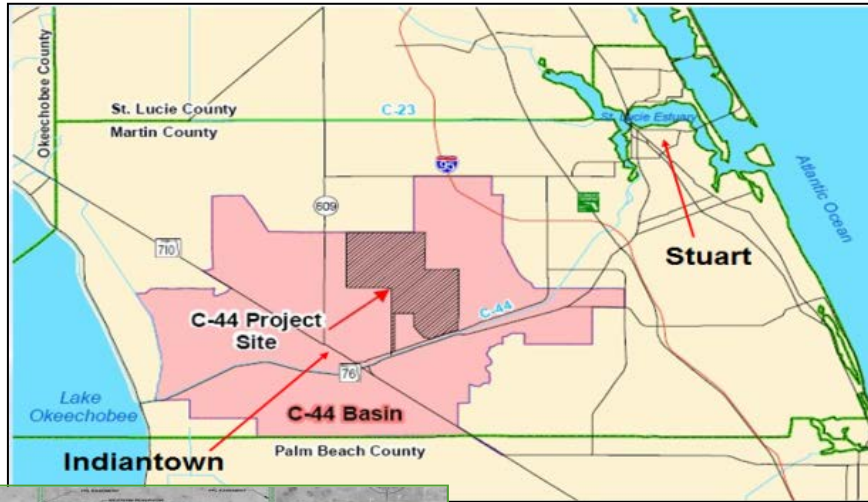 Okeechobee County
St. Lucie County
Martin County
C-23
St. Lucie Estuary
95
609
710
Atlantic Ocean
Stuart
C-44
C-44 Project
Site
76
Lake
Okeechobee
C-44 Basin
Indiantown
Palm Beach County